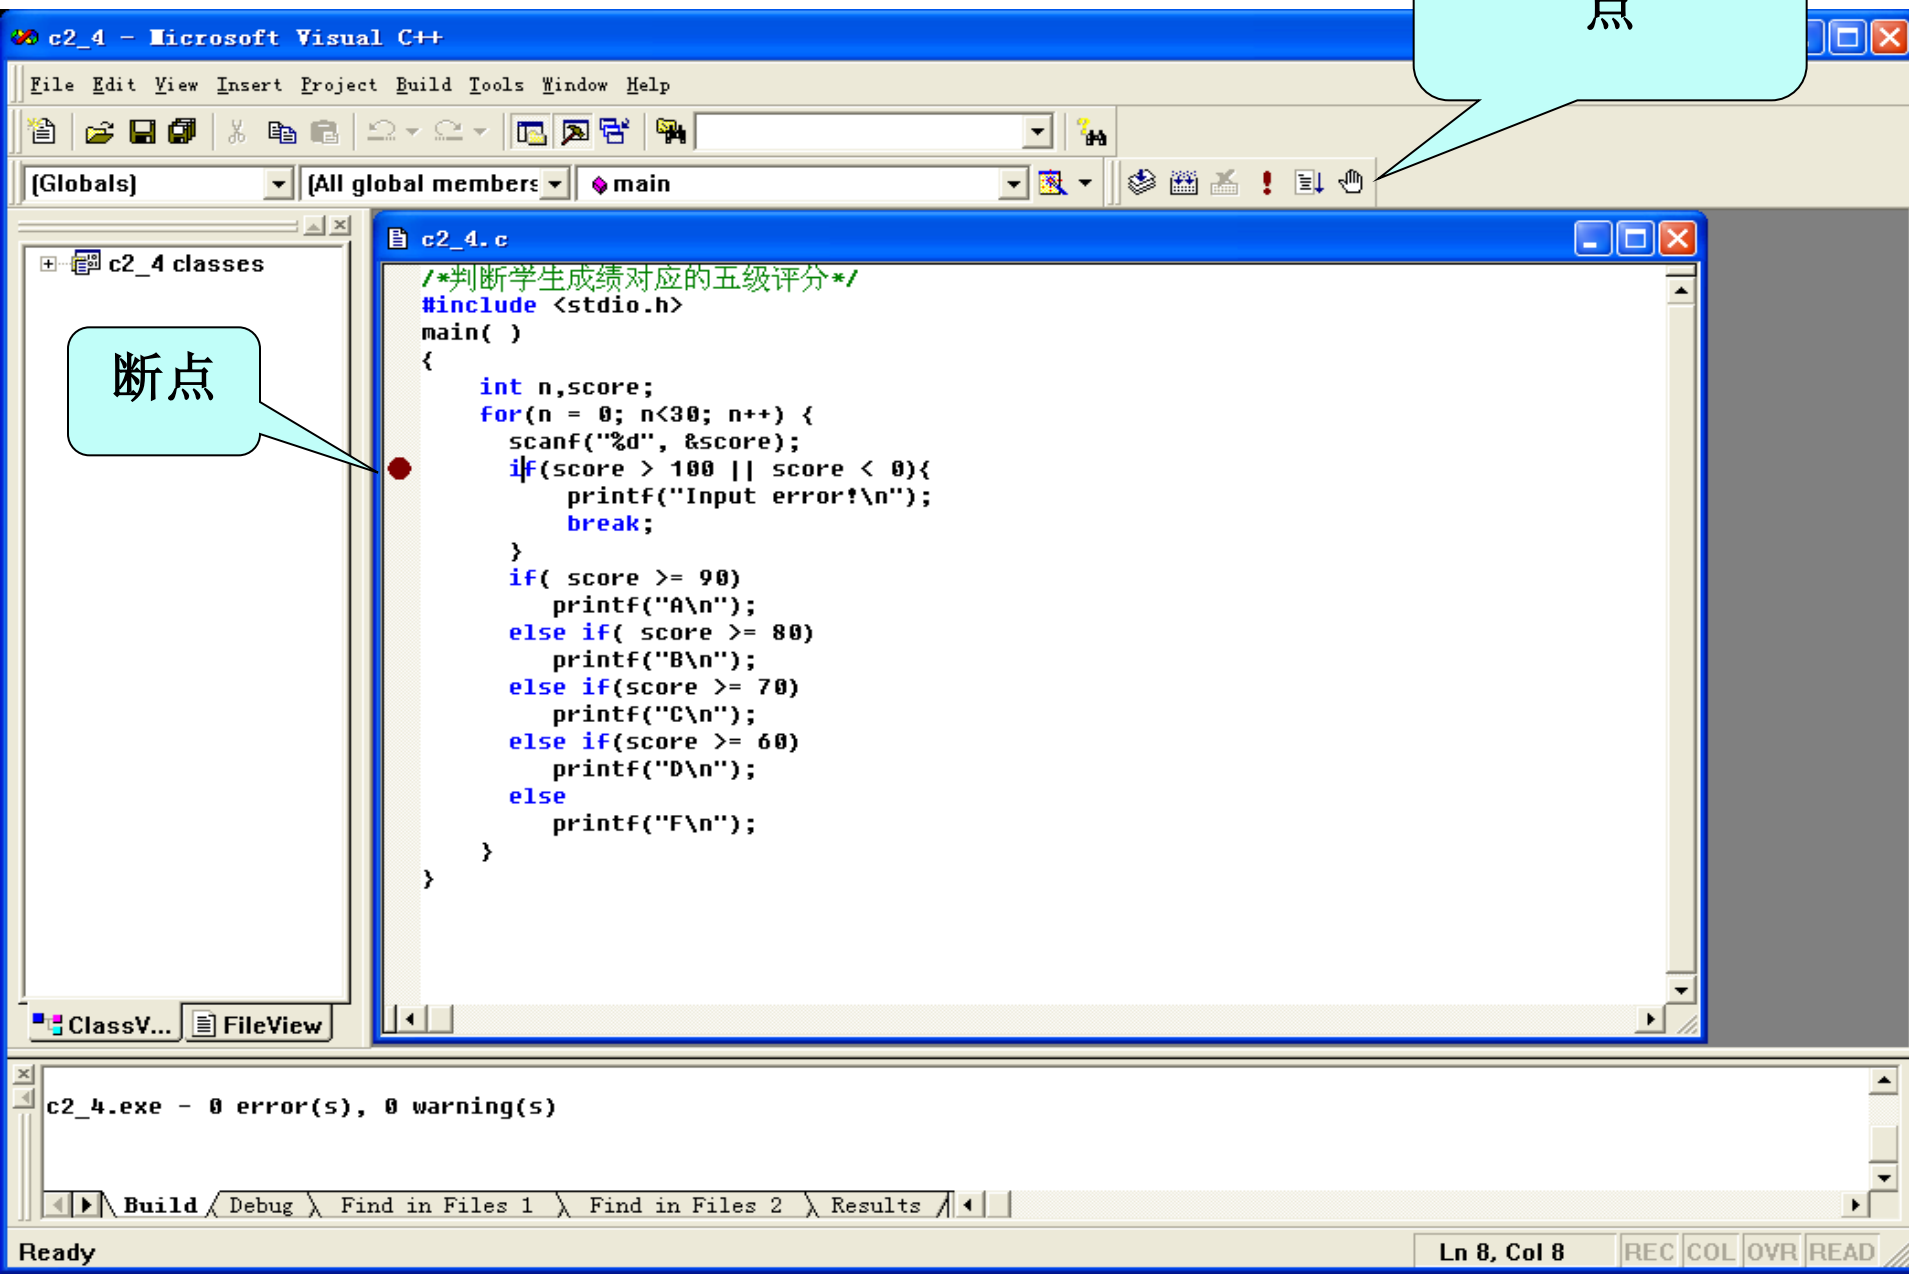 点
c2_4 - Microsoft Visual C++
File Edit View Insert Project Build Tools Window Help
(Globals) (All global members main
c2_4 classes
断点
c2_4.c
/*判断学生成绩对应的五级评分*/
#include <stdio.h>
main( )
{
int n,score;
for(n = 0; n<30; n++) {
scanf("%d", &score);
if(score > 100 || score < 0){
printf("Input error!\n");
break;
}
if( score >= 90)
printf("A\n");
else if( score >= 80)
printf("B\n");
else if(score >= 70)
printf("C\n");
else if(score >= 60)
printf("D\n");
else
printf("F\n");
}
}
ClassV... FileView
c2_4.exe - 0 error(s), 0 warning(s)
Build Debug Find in Files 1 Find in Files 2 Results
Ready Ln 8, Col 8 REC COL OVR READ